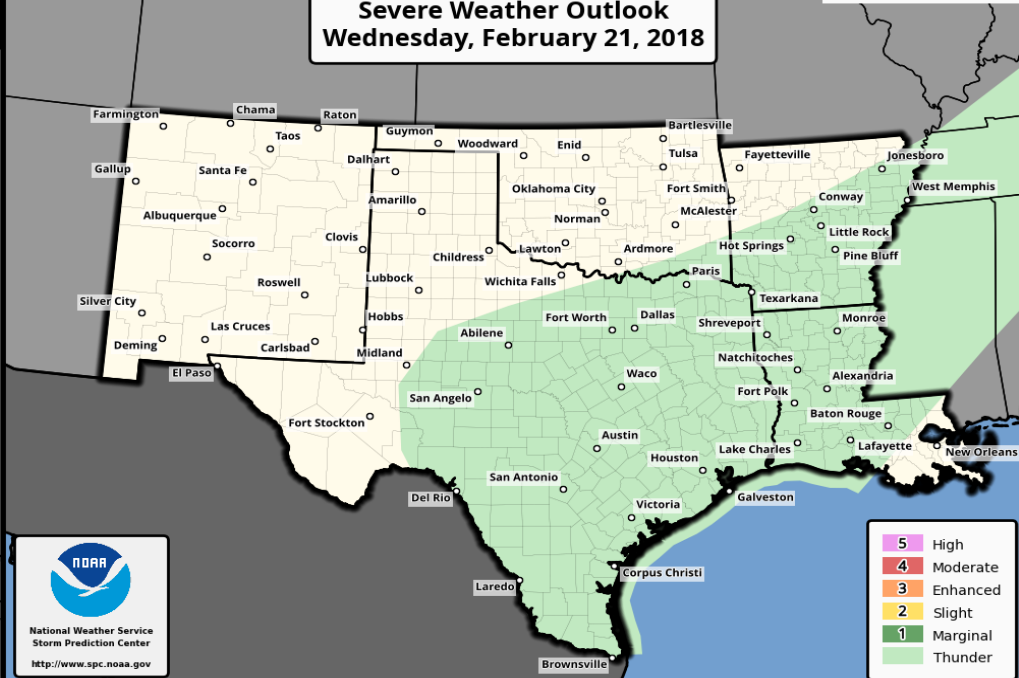 Severe Weather Outlook
Wednesday, February 21, 2018
Farmington
Chama
Raton
Taos
Guymon
Woodward
Enid
Bartlesville
Tulsa
Fayetteville
Jonesboro
Gallup
Santa Fe
Dalhart
Oklahoma City
Fort Smith
West Memphis
Amarillo
Albuquerque
Norman
McAlester
Conway
Socorro
Clovis
Childress
Lawton
Ardmore
Hot Springs
Little Rock
Pine Bluff
Roswell
Lubbock
Wichita Falls
Paris
Silver City
Texarkana
Las Cruces
Hobbs
Abilene
Fort Worth
Dallas
Shreveport
Monroe
Deming
Carlsbad
Midland
Natchitoches
El Paso
Waco
Alexandria
San Angelo
Fort Polk
Fort Stockton
Baton Rouge
Austin
Lake Charles
Lafayette
New Orleans
Houston
San Antonio
Del Rio
Galveston
Victoria
Corpus Christi
Laredo
Brownsville
NOAA
National Weather Service
Storm Prediction Center
http://www.spc.noaa.gov
5 High
4 Moderate
3 Enhanced
2 Slight
1 Marginal
Thunder